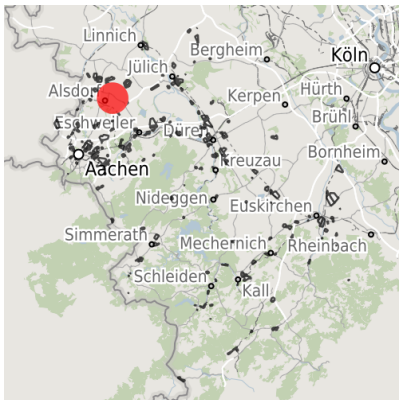 Linnich
Bergheim
Köln
Jülich
Alsdorf
Kerpen
Hürth
Eschweiler
Düren
Brühl
Aachen
Kreuzau
Bornheim
Nideggen
Euskirchen
Simmerath
Mechernich
Rheinbach
Schleiden
Kall